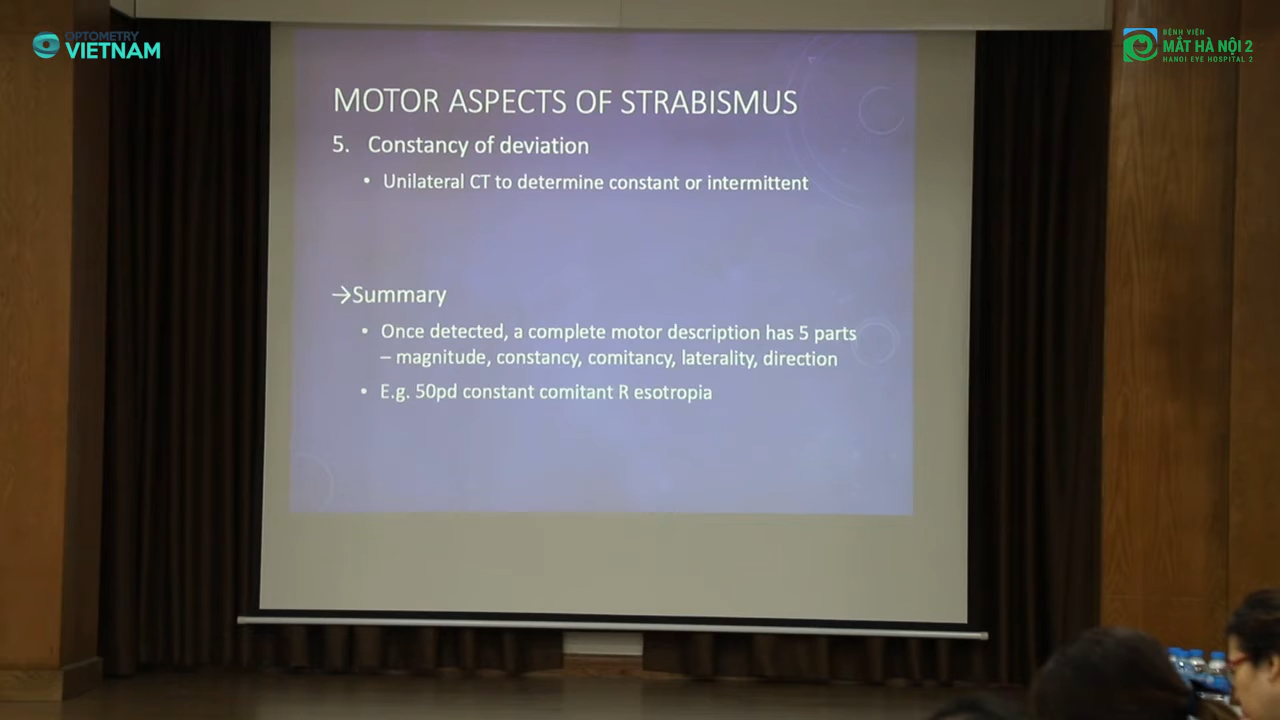 OPTOMETRY
VIETNAM
BỆNH VIỆN
MẮT HÀ NỘI 2
HANOI EYE HOSPITAL 2
MOTOR ASPECTS OF STRABISMUS
5. Constancy of deviation
• Unilateral CT to determine constant or intermittent
→Summary
• Once detected, a complete motor description has 5 parts
– magnitude, constancy, comitancy, laterality, direction
• E.g. 50pd constant comitant R esotropia